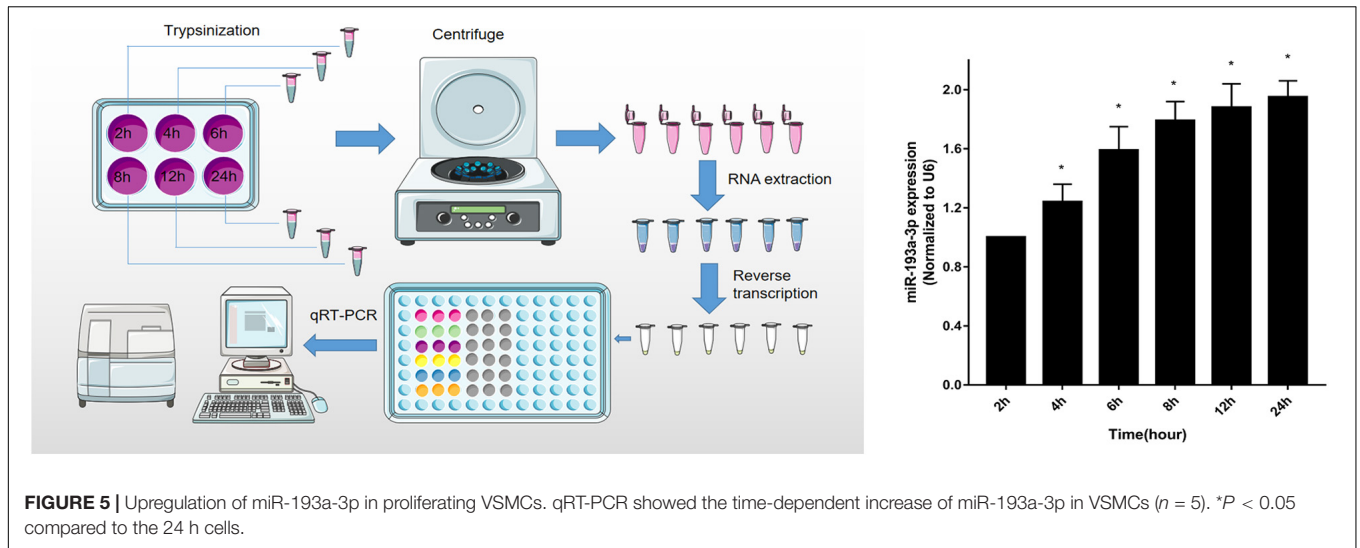 Trypsinization
Centrifuge
2h 4h 6h
8h 12h 24h
RNA extraction
Reverse
transcription
qRT-PCR
miR-193a-3p expression
(Normalized to U6)
2.0
1.6
1.2
0.8
0.4
0.0
* * * * *
2h 4h 6h 8h 12h 24h
Time(hour)
FIGURE 5 | Upregulation of miR-193a-3p in proliferating VSMCs. qRT-PCR showed the time-dependent increase of miR-193a-3p in VSMCs (n = 5). *P < 0.05
compared to the 24 h cells.